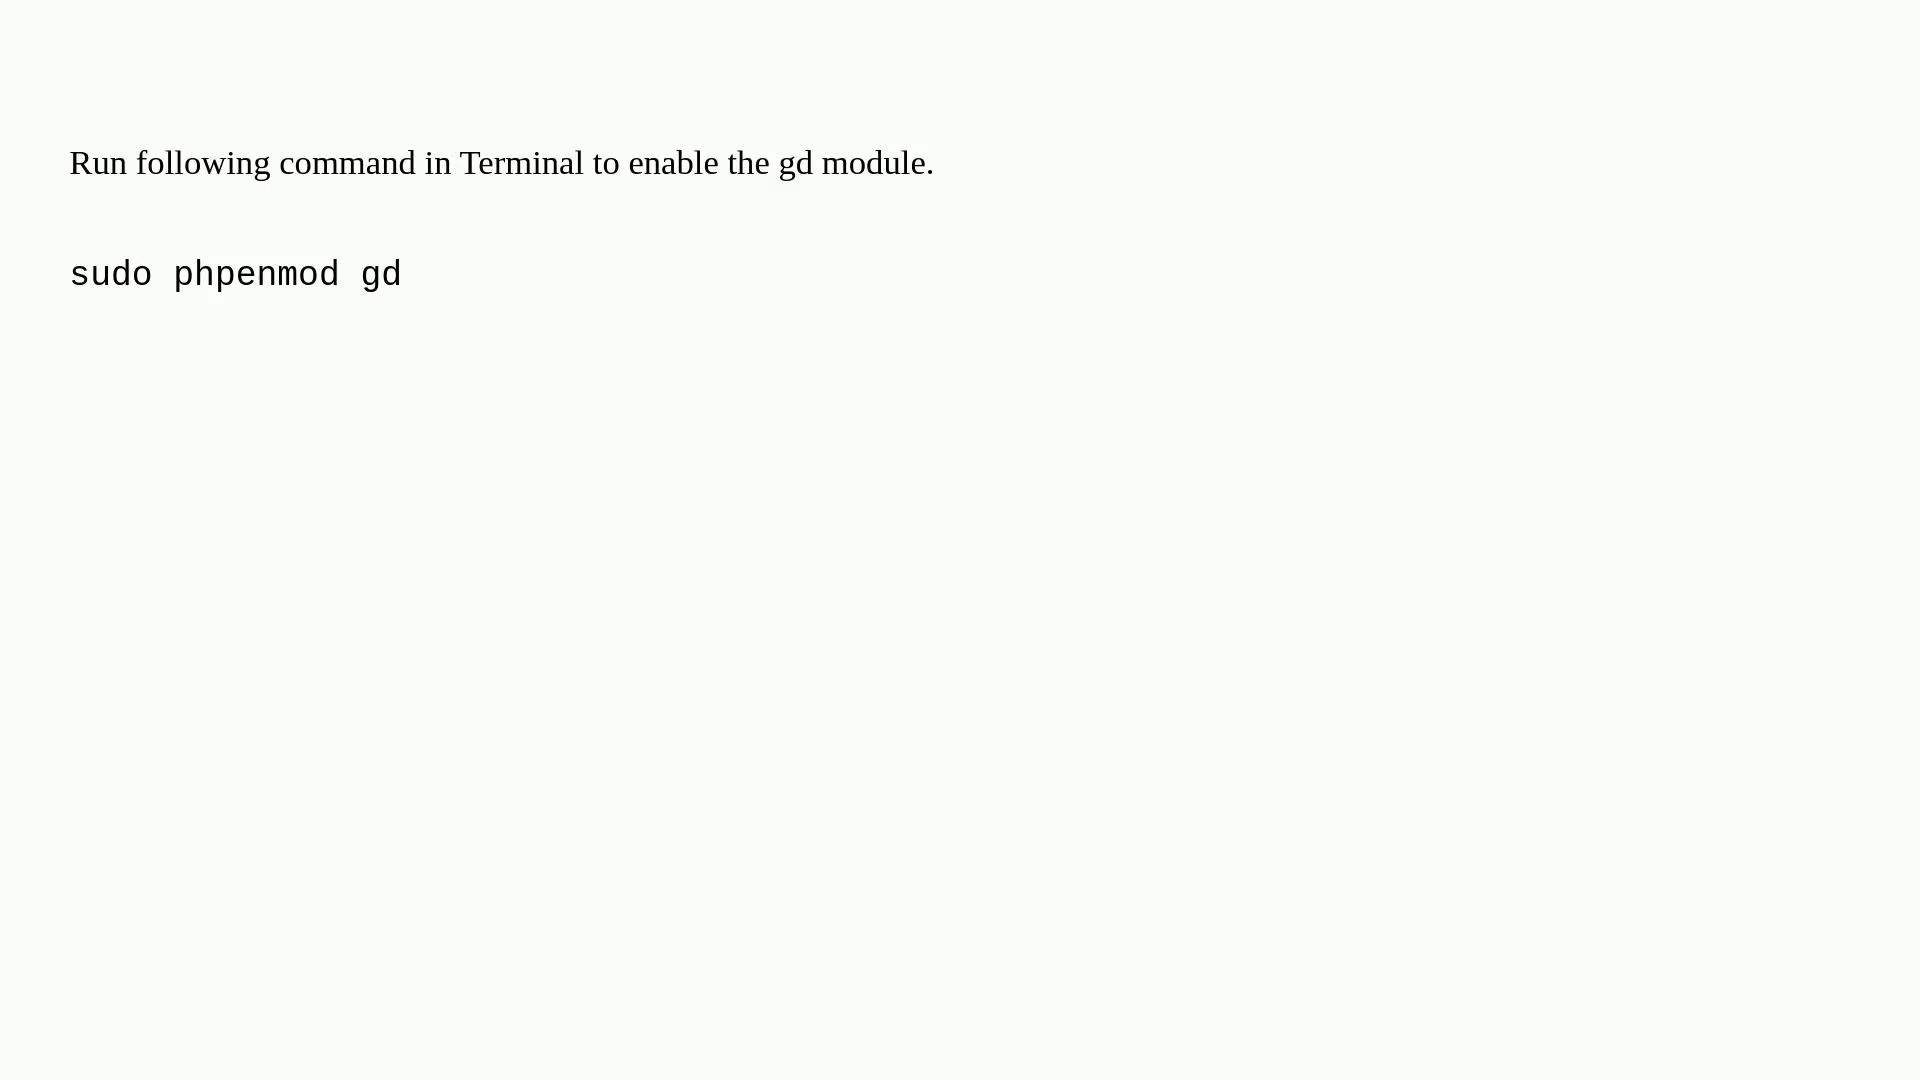 Run following command in Terminal to enable the gd module.
sudo phpenmod gd